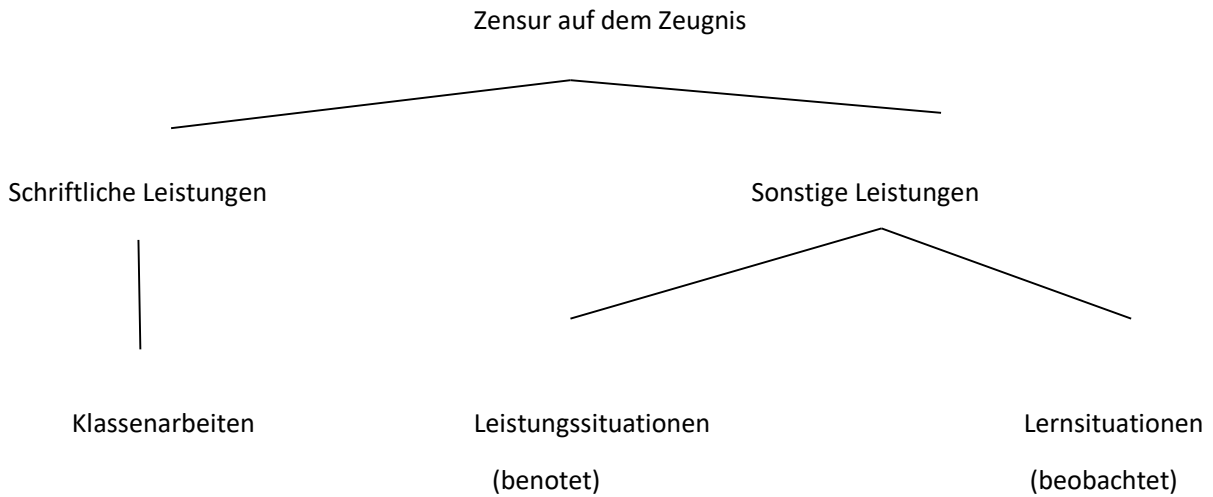 Zensur auf dem Zeugnis
Schriftliche Leistungen
Sonstige Leistungen
Klassenarbeiten
Leistungssituationen
(benotet)
Lernsituationen
(beobachtet)